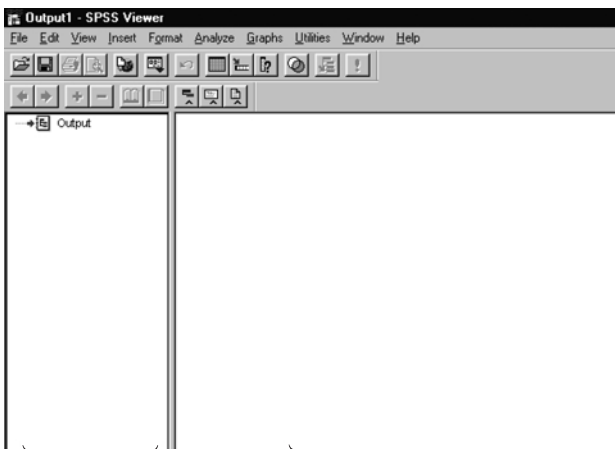 Output1 - SPSS Viewer
File Edit View Insert Format Analyze Graphs Utilities Window Help
Output